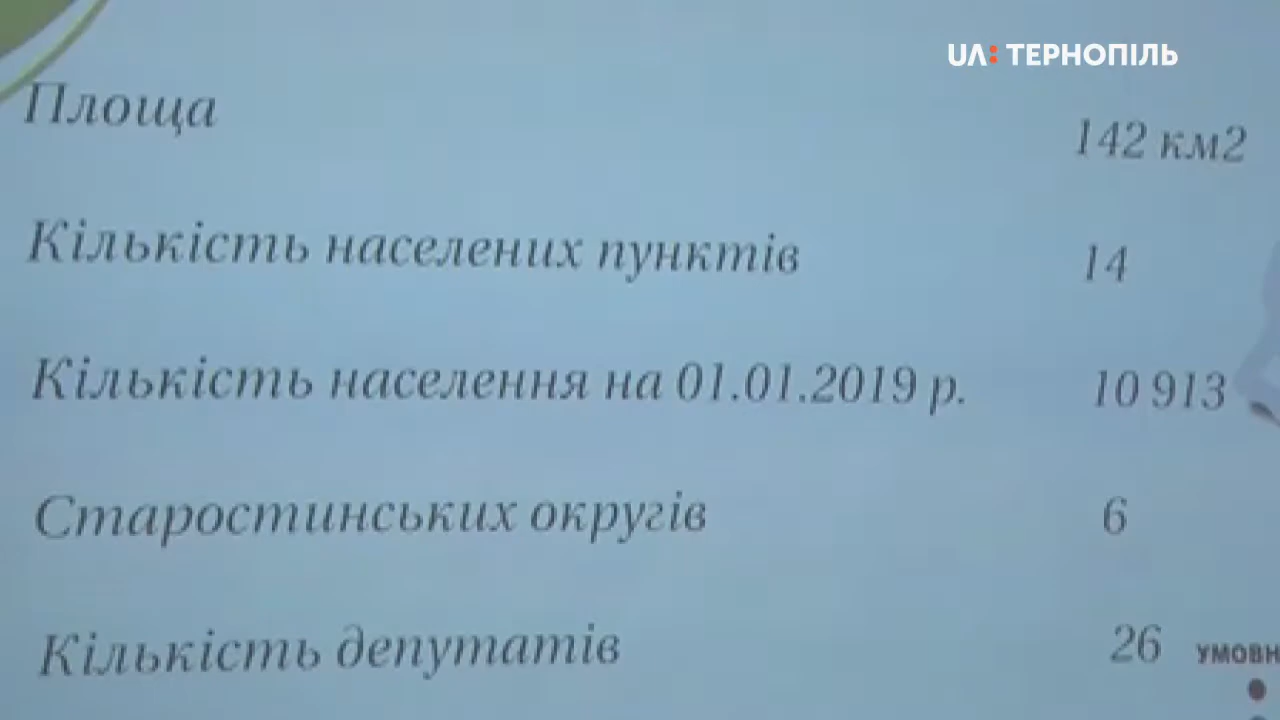 UA: ТЕРНОПІЛЬ
Площа 142 км2
Кількість населених пунктів 14
Кількість населення на 01.01.2019 р. 10 913
Старостинських округів 6
Кількість депутатів 26
УМОВН